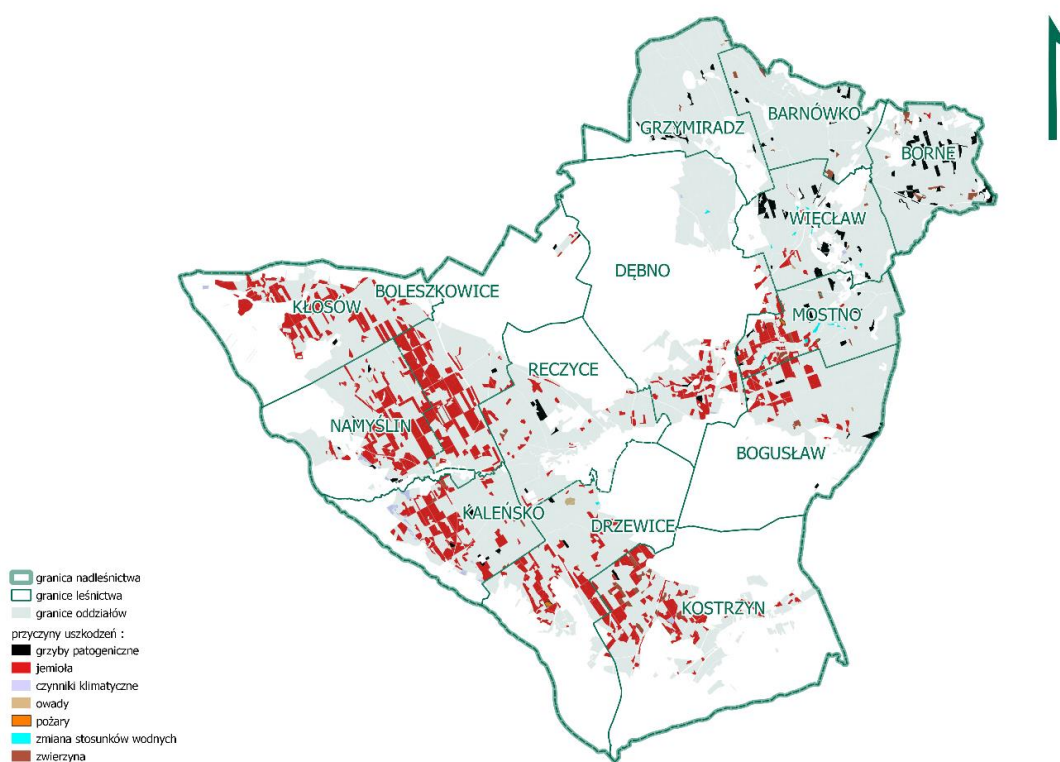 GRZYMIRADZ
BARNÓWKO
BORNE
WIĘCŁAW
DĘBNO
MOSTNO
BOLESZKOWICE
KŁOSÓW
RĘCZYCE
NAMYŚLIN
BOGUSŁAW
KALEŃSKO
DRZEWICE
KOSTRZYN
granica nadleśnictwa
granice leśnictwa
granice oddziałów
przyczyny uszkodzeń :
grzyby patogeniczne
jemioła
czynniki klimatyczne
owady
pożary
zmiana stosunków wodnych
zwierzyna